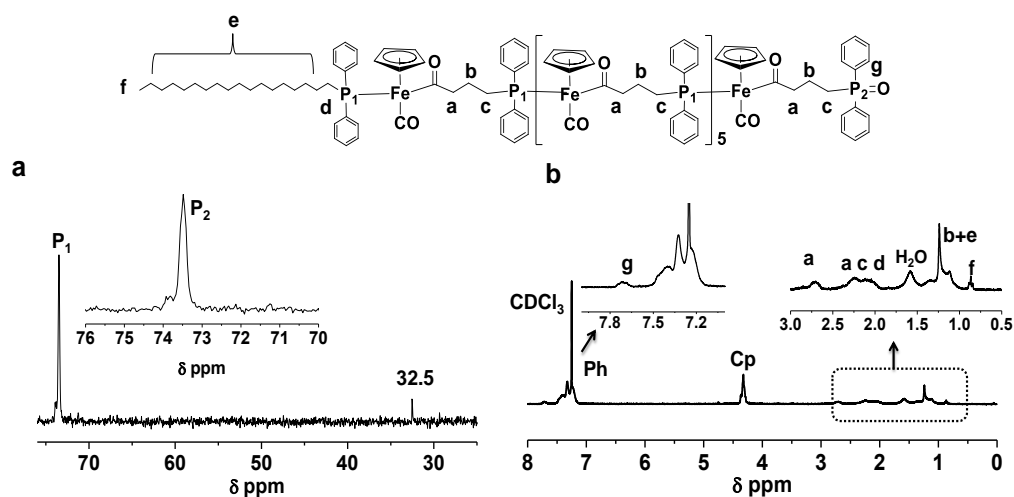 e
f
d
P1
Fe
O
CO
a
b
c
P1
Fe
O
CO
a
b
c
P1
5
Fe
O
CO
a
b
c
P2=O
g
a
P1
P2
76 75 74 73 72 71 70
δ ppm
32.5
70 60 50 40 30
δ ppm
b
g
7.8 7.5 7.2
CDCl3
Ph
Cp
a
a c d
H2O
b+e
f
3.0 2.5 2.0 1.5 1.0 0.5
8 7 6 5 4 3 2 1 0
δ ppm